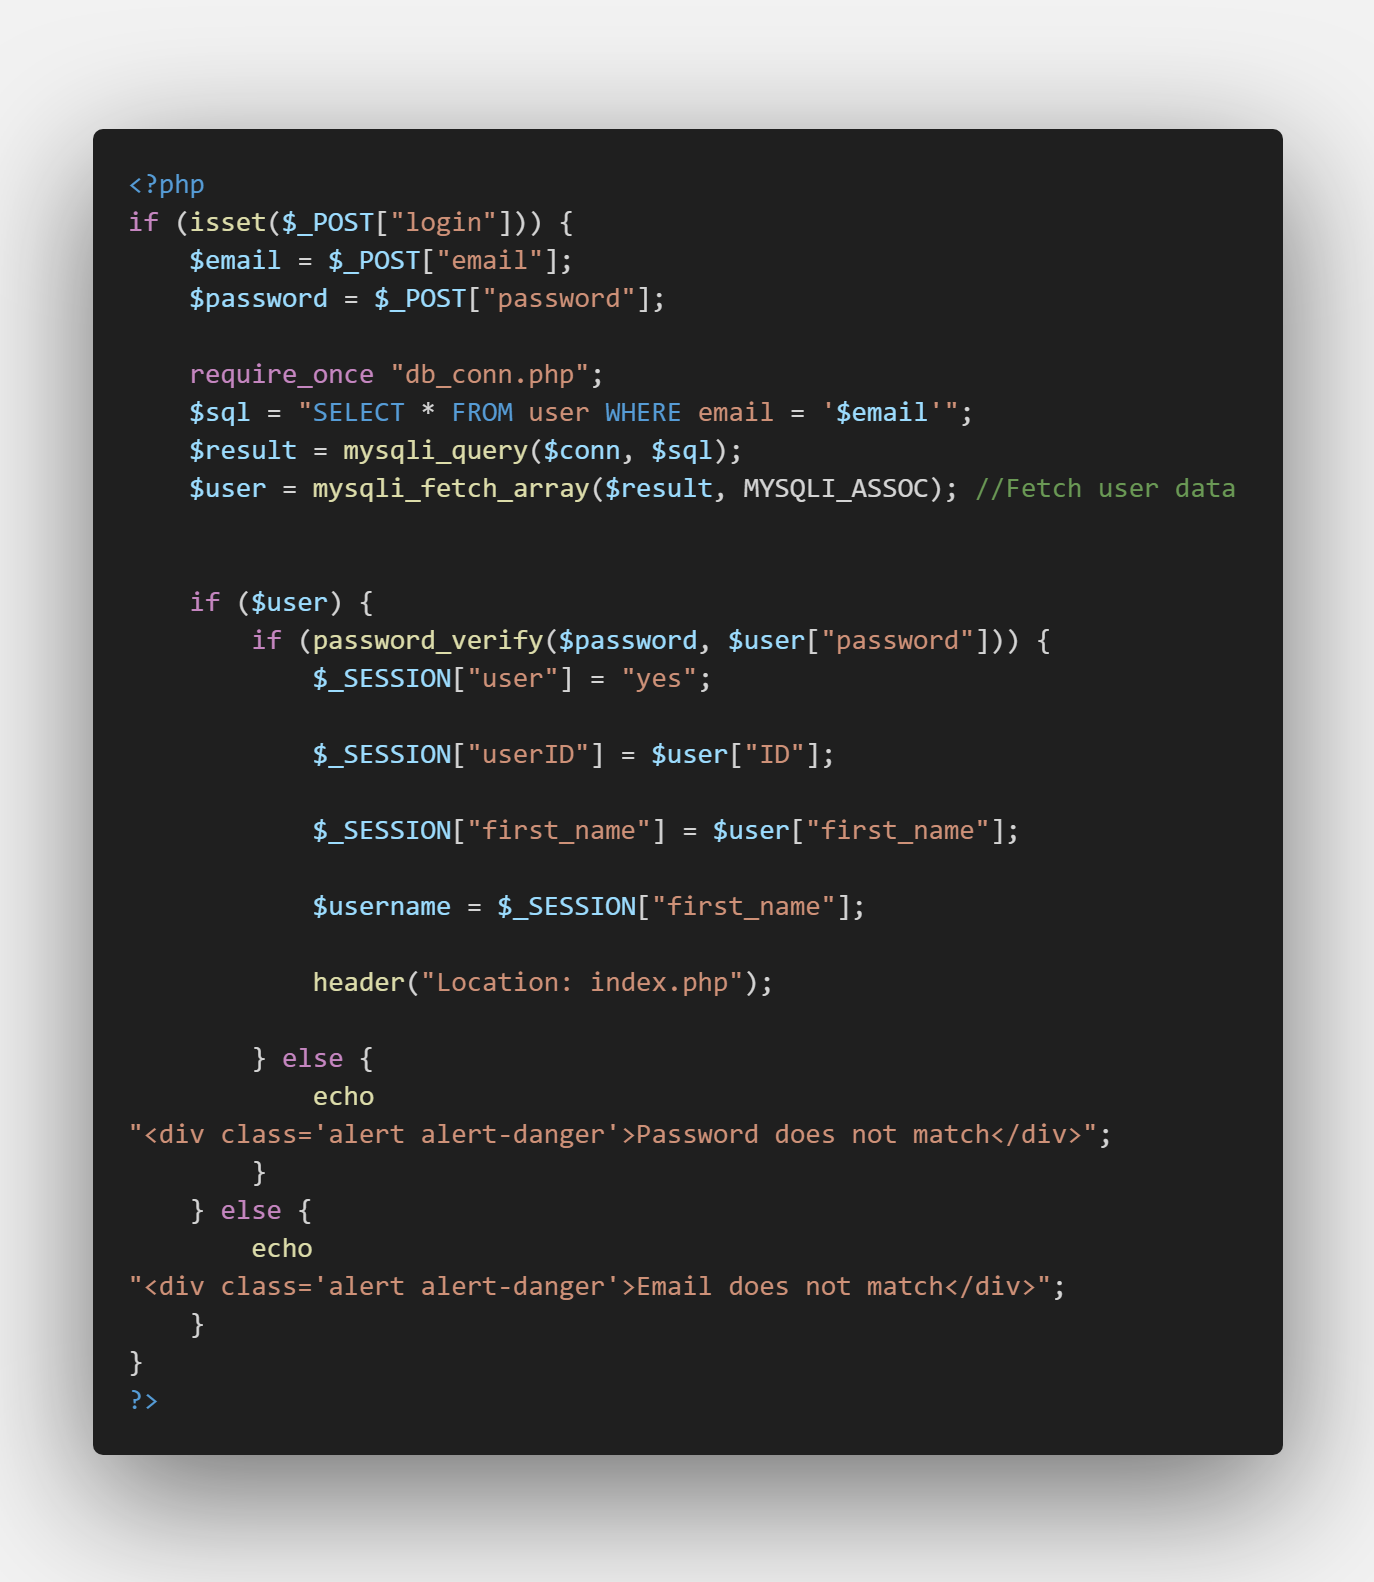 <?php
if (isset($_POST["login"])) {
    $email = $_POST["email"];
    $password = $_POST["password"];

    require_once "db_conn.php";
    $sql = "SELECT * FROM user WHERE email = '$email'";
    $result = mysqli_query($conn, $sql);
    $user = mysqli_fetch_array($result, MYSQLI_ASSOC); //Fetch user data


    if ($user) {
        if (password_verify($password, $user["password"])) {
            $_SESSION["user"] = "yes";

            $_SESSION["userID"] = $user["ID"];

            $_SESSION["first_name"] = $user["first_name"];

            $username = $_SESSION["first_name"];

            header("Location: index.php");

        } else {
            echo
"<div class='alert alert-danger'>Password does not match</div>";
        }
    } else {
        echo
"<div class='alert alert-danger'>Email does not match</div>";
    }
}
?>